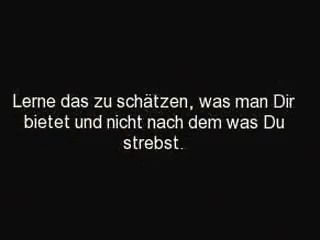 Lerne das zu schätzen, was man Dir
bietet und nicht nach dem was Du
strebst.